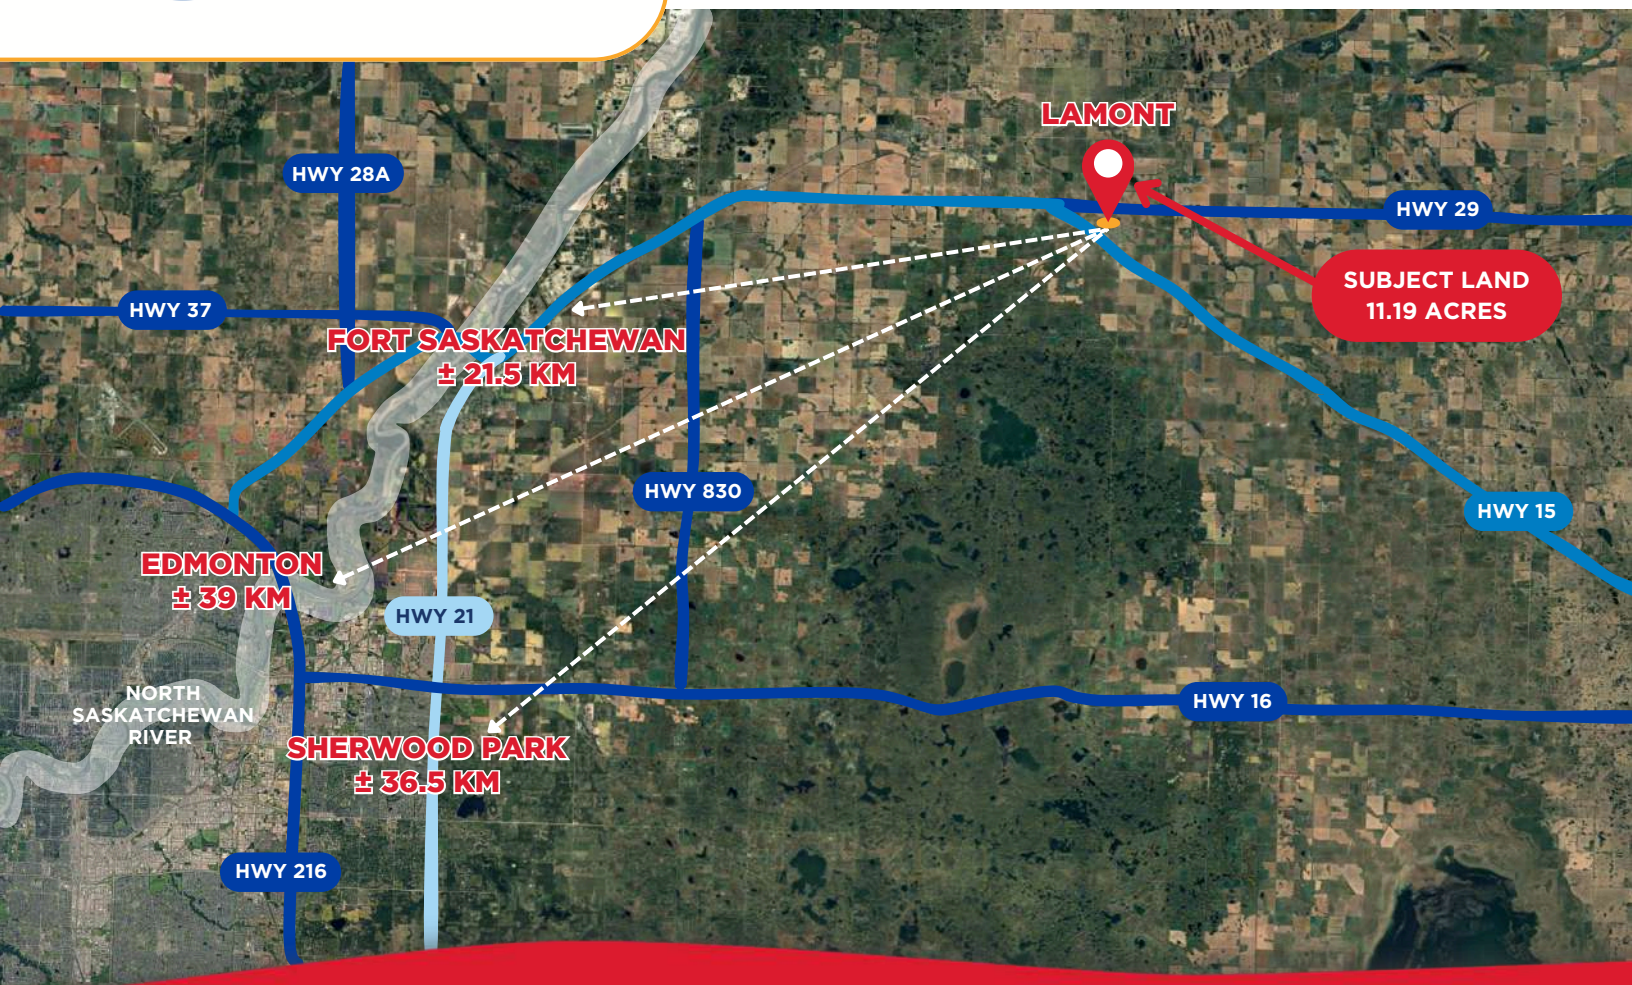 LAMONT
HWY 28A
HWY 29
SUBJECT LAND
11.19 ACRES
HWY 37
FORT SASKATCHEWAN
± 21.5 KM
HWY 830
HWY 15
EDMONTON
± 39 KM
HWY 21
NORTH
SASKATCHEWAN
RIVER
HWY 16
SHERWOOD PARK
± 36.5 KM
HWY 216